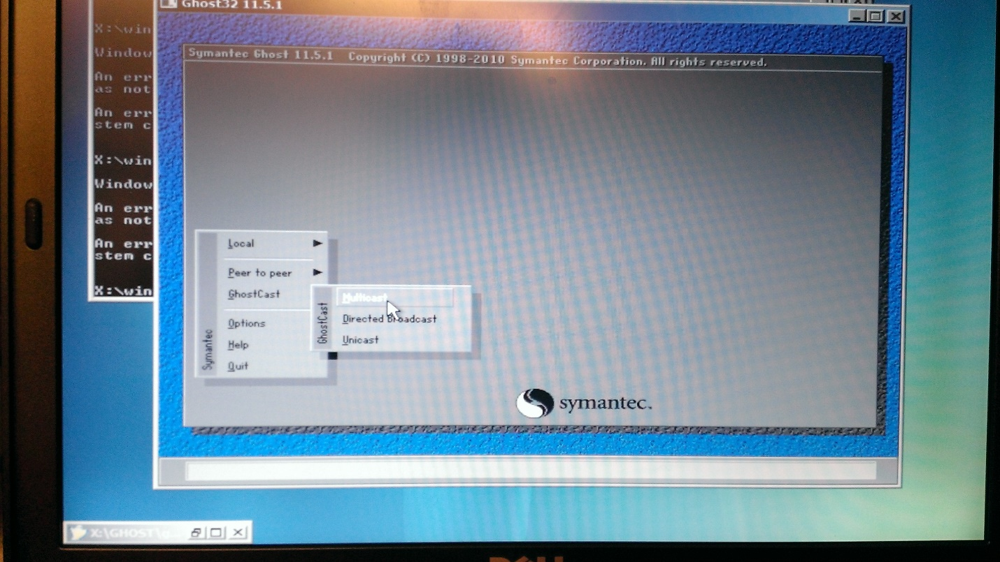 Ghost32 11.5.1
X:\win
Window
An err
as not
An err
stem c
X:\win
Window
An err
as not
An err
stem c
X:\win
Symantec Ghost 11.5.1 Copyright (C) 1998-2010 Symantec Corporation. All rights reserved.
Local
Peer to peer
GhostCast
Options
Help
Quit
Symantec
GhostCast
Multicast
Directed Broadcast
Unicast
symantec.
X:\GHOST\g...
DELL